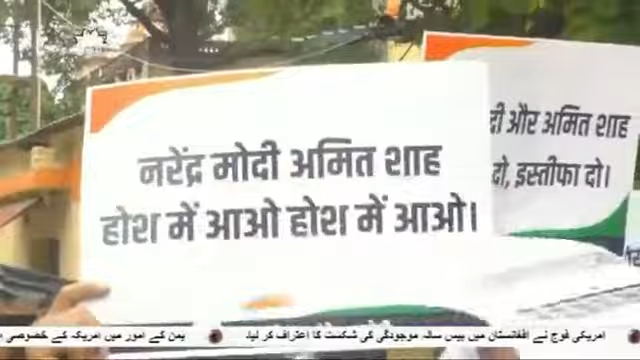 नरेंद्र मोदी अमित शाह
होश में आओ होश में आओ।
दी और अमित शाह
दो, इस्तीफा दो।
امریکی فوج نے افغانستان میں بیس سالہ موجودگی کی شکست کا اعتراف کر لیا۔
یمن کے امور میں امریکہ کے خصوصی